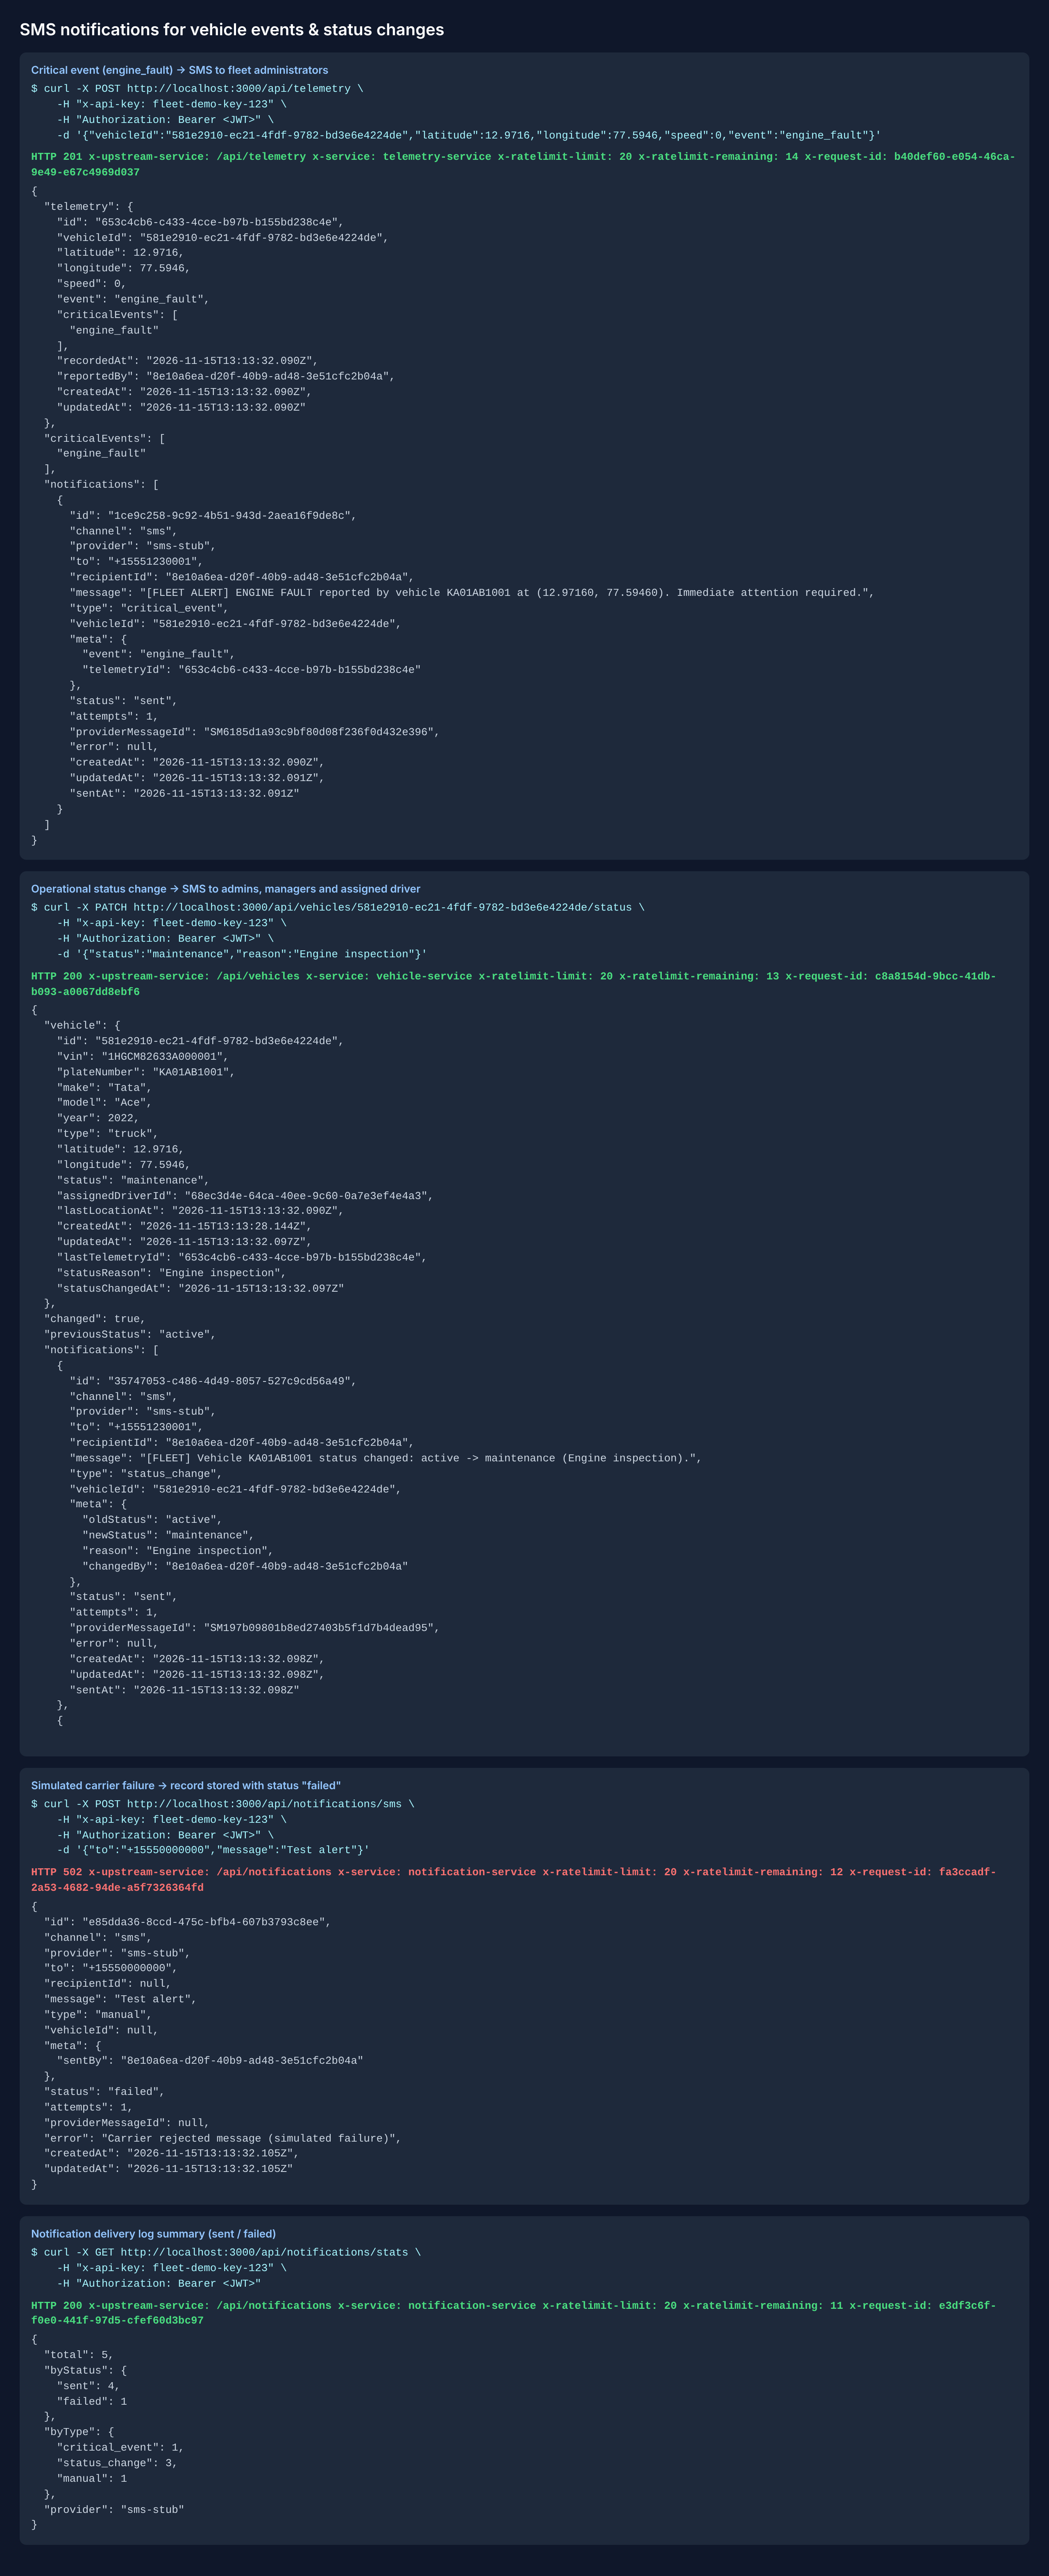 SMS notifications for vehicle events & status changes
Critical event (engine_fault) → SMS to fleet administrators
$ curl -X POST http://localhost:3000/api/telemetry \
    -H "x-api-key: fleet-demo-key-123" \
    -H "Authorization: Bearer <JWT>" \
    -d '{"vehicleId":"581e2910-ec21-4fdf-9782-bd3e6e4224de","latitude":12.9716,"longitude":77.5946,"speed":0,"event":"engine_fault"}'
HTTP 201 x-upstream-service: /api/telemetry x-service: telemetry-service x-ratelimit-limit: 20 x-ratelimit-remaining: 14 x-request-id: b40def60-e054-46ca-
9e49-e67c4969d037
{
  "telemetry": {
    "id": "653c4cb6-c433-4cce-b97b-b155bd238c4e",
    "vehicleId": "581e2910-ec21-4fdf-9782-bd3e6e4224de",
    "latitude": 12.9716,
    "longitude": 77.5946,
    "speed": 0,
    "event": "engine_fault",
    "criticalEvents": [
      "engine_fault"
    ],
    "recordedAt": "2026-11-15T13:13:32.090Z",
    "reportedBy": "8e10a6ea-d20f-40b9-ad48-3e51cfc2b04a",
    "createdAt": "2026-11-15T13:13:32.090Z",
    "updatedAt": "2026-11-15T13:13:32.090Z"
  },
  "criticalEvents": [
    "engine_fault"
  ],
  "notifications": [
    {
      "id": "1ce9c258-9c92-4b51-943d-2aea16f9de8c",
      "channel": "sms",
      "provider": "sms-stub",
      "to": "+15551230001",
      "recipientId": "8e10a6ea-d20f-40b9-ad48-3e51cfc2b04a",
      "message": "[FLEET ALERT] ENGINE FAULT reported by vehicle KA01AB1001 at (12.97160, 77.59460). Immediate attention required.",
      "type": "critical_event",
      "vehicleId": "581e2910-ec21-4fdf-9782-bd3e6e4224de",
      "meta": {
        "event": "engine_fault",
        "telemetryId": "653c4cb6-c433-4cce-b97b-b155bd238c4e"
      },
      "status": "sent",
      "attempts": 1,
      "providerMessageId": "SM6185d1a93c9bf80d08f236f0d432e396",
      "error": null,
      "createdAt": "2026-11-15T13:13:32.090Z",
      "updatedAt": "2026-11-15T13:13:32.091Z",
      "sentAt": "2026-11-15T13:13:32.091Z"
    }
  ]
}
Operational status change → SMS to admins, managers and assigned driver
$ curl -X PATCH http://localhost:3000/api/vehicles/581e2910-ec21-4fdf-9782-bd3e6e4224de/status \
    -H "x-api-key: fleet-demo-key-123" \
    -H "Authorization: Bearer <JWT>" \
    -d '{"status":"maintenance","reason":"Engine inspection"}'
HTTP 200 x-upstream-service: /api/vehicles x-service: vehicle-service x-ratelimit-limit: 20 x-ratelimit-remaining: 13 x-request-id: c8a8154d-9bcc-41db-
b093-a0067dd8ebf6
{
  "vehicle": {
    "id": "581e2910-ec21-4fdf-9782-bd3e6e4224de",
    "vin": "1HGCM82633A000001",
    "plateNumber": "KA01AB1001",
    "make": "Tata",
    "model": "Ace",
    "year": 2022,
    "type": "truck",
    "latitude": 12.9716,
    "longitude": 77.5946,
    "status": "maintenance",
    "assignedDriverId": "68ec3d4e-64ca-40ee-9c60-0a7e3ef4e4a3",
    "lastLocationAt": "2026-11-15T13:13:32.090Z",
    "createdAt": "2026-11-15T13:13:28.144Z",
    "updatedAt": "2026-11-15T13:13:32.097Z",
    "lastTelemetryId": "653c4cb6-c433-4cce-b97b-b155bd238c4e",
    "statusReason": "Engine inspection",
    "statusChangedAt": "2026-11-15T13:13:32.097Z"
  },
  "changed": true,
  "previousStatus": "active",
  "notifications": [
    {
      "id": "35747053-c486-4d49-8057-527c9cd56a49",
      "channel": "sms",
      "provider": "sms-stub",
      "to": "+15551230001",
      "recipientId": "8e10a6ea-d20f-40b9-ad48-3e51cfc2b04a",
      "message": "[FLEET] Vehicle KA01AB1001 status changed: active -> maintenance (Engine inspection).",
      "type": "status_change",
      "vehicleId": "581e2910-ec21-4fdf-9782-bd3e6e4224de",
      "meta": {
        "oldStatus": "active",
        "newStatus": "maintenance",
        "reason": "Engine inspection",
        "changedBy": "8e10a6ea-d20f-40b9-ad48-3e51cfc2b04a"
      },
      "status": "sent",
      "attempts": 1,
      "providerMessageId": "SM197b09801b8ed27403b5f1d7b4dead95",
      "error": null,
      "createdAt": "2026-11-15T13:13:32.098Z",
      "updatedAt": "2026-11-15T13:13:32.098Z",
      "sentAt": "2026-11-15T13:13:32.098Z"
    },
    {
Simulated carrier failure → record stored with status "failed"
$ curl -X POST http://localhost:3000/api/notifications/sms \
    -H "x-api-key: fleet-demo-key-123" \
    -H "Authorization: Bearer <JWT>" \
    -d '{"to":"+15550000000","message":"Test alert"}'
HTTP 502 x-upstream-service: /api/notifications x-service: notification-service x-ratelimit-limit: 20 x-ratelimit-remaining: 12 x-request-id: fa3ccadf-
2a53-4682-94de-a5f7326364fd
{
  "id": "e85dda36-8ccd-475c-bfb4-607b3793c8ee",
  "channel": "sms",
  "provider": "sms-stub",
  "to": "+15550000000",
  "recipientId": null,
  "message": "Test alert",
  "type": "manual",
  "vehicleId": null,
  "meta": {
    "sentBy": "8e10a6ea-d20f-40b9-ad48-3e51cfc2b04a"
  },
  "status": "failed",
  "attempts": 1,
  "providerMessageId": null,
  "error": "Carrier rejected message (simulated failure)",
  "createdAt": "2026-11-15T13:13:32.105Z",
  "updatedAt": "2026-11-15T13:13:32.105Z"
}
Notification delivery log summary (sent / failed)
$ curl -X GET http://localhost:3000/api/notifications/stats \
    -H "x-api-key: fleet-demo-key-123" \
    -H "Authorization: Bearer <JWT>"
HTTP 200 x-upstream-service: /api/notifications x-service: notification-service x-ratelimit-limit: 20 x-ratelimit-remaining: 11 x-request-id: e3df3c6f-
f0e0-441f-97d5-cfef60d3bc97
{
  "total": 5,
  "byStatus": {
    "sent": 4,
    "failed": 1
  },
  "byType": {
    "critical_event": 1,
    "status_change": 3,
    "manual": 1
  },
  "provider": "sms-stub"
}